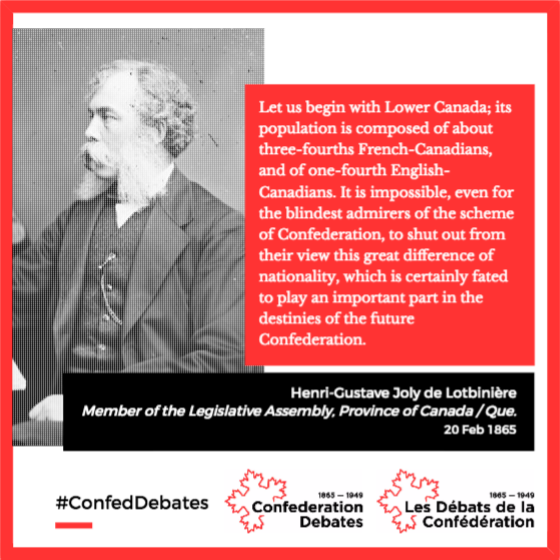 Let us begin with Lower Canada; its
population is composed of about
three-fourths French-Canadians,
and of one-fourth English-
Canadians. It is impossible, even for
the blindest admirers of the scheme
of Confederation, to shut out from
their view this great difference of
nationality, which is certainly fated
to play an important part in the
destinies of the future
Confederation.
Henri-Gustave Joly de Lotbinière
Member of the Legislative Assembly, Province of Canada / Que.
20 Feb 1865
#ConfedDebates
1865 — 1949
Confederation
Debates
1865 — 1949
Les Débats de la
Confédération